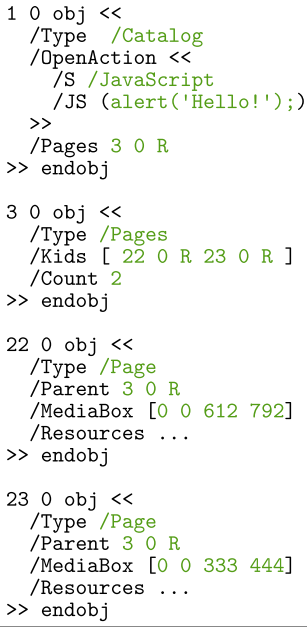 1 0 obj <<
  /Type  /Catalog
  /OpenAction <<
    /S /JavaScript
    /JS (alert('Hello!');)
  >>
  /Pages 3 0 R
>> endobj

3 0 obj <<
  /Type /Pages
  /Kids [ 22 0 R 23 0 R ]
  /Count 2
>> endobj

22 0 obj <<
  /Type /Page
  /Parent 3 0 R
  /MediaBox [0 0 612 792]
  /Resources ...
>> endobj

23 0 obj <<
  /Type /Page
  /Parent 3 0 R
  /MediaBox [0 0 333 444]
  /Resources ...
>> endobj